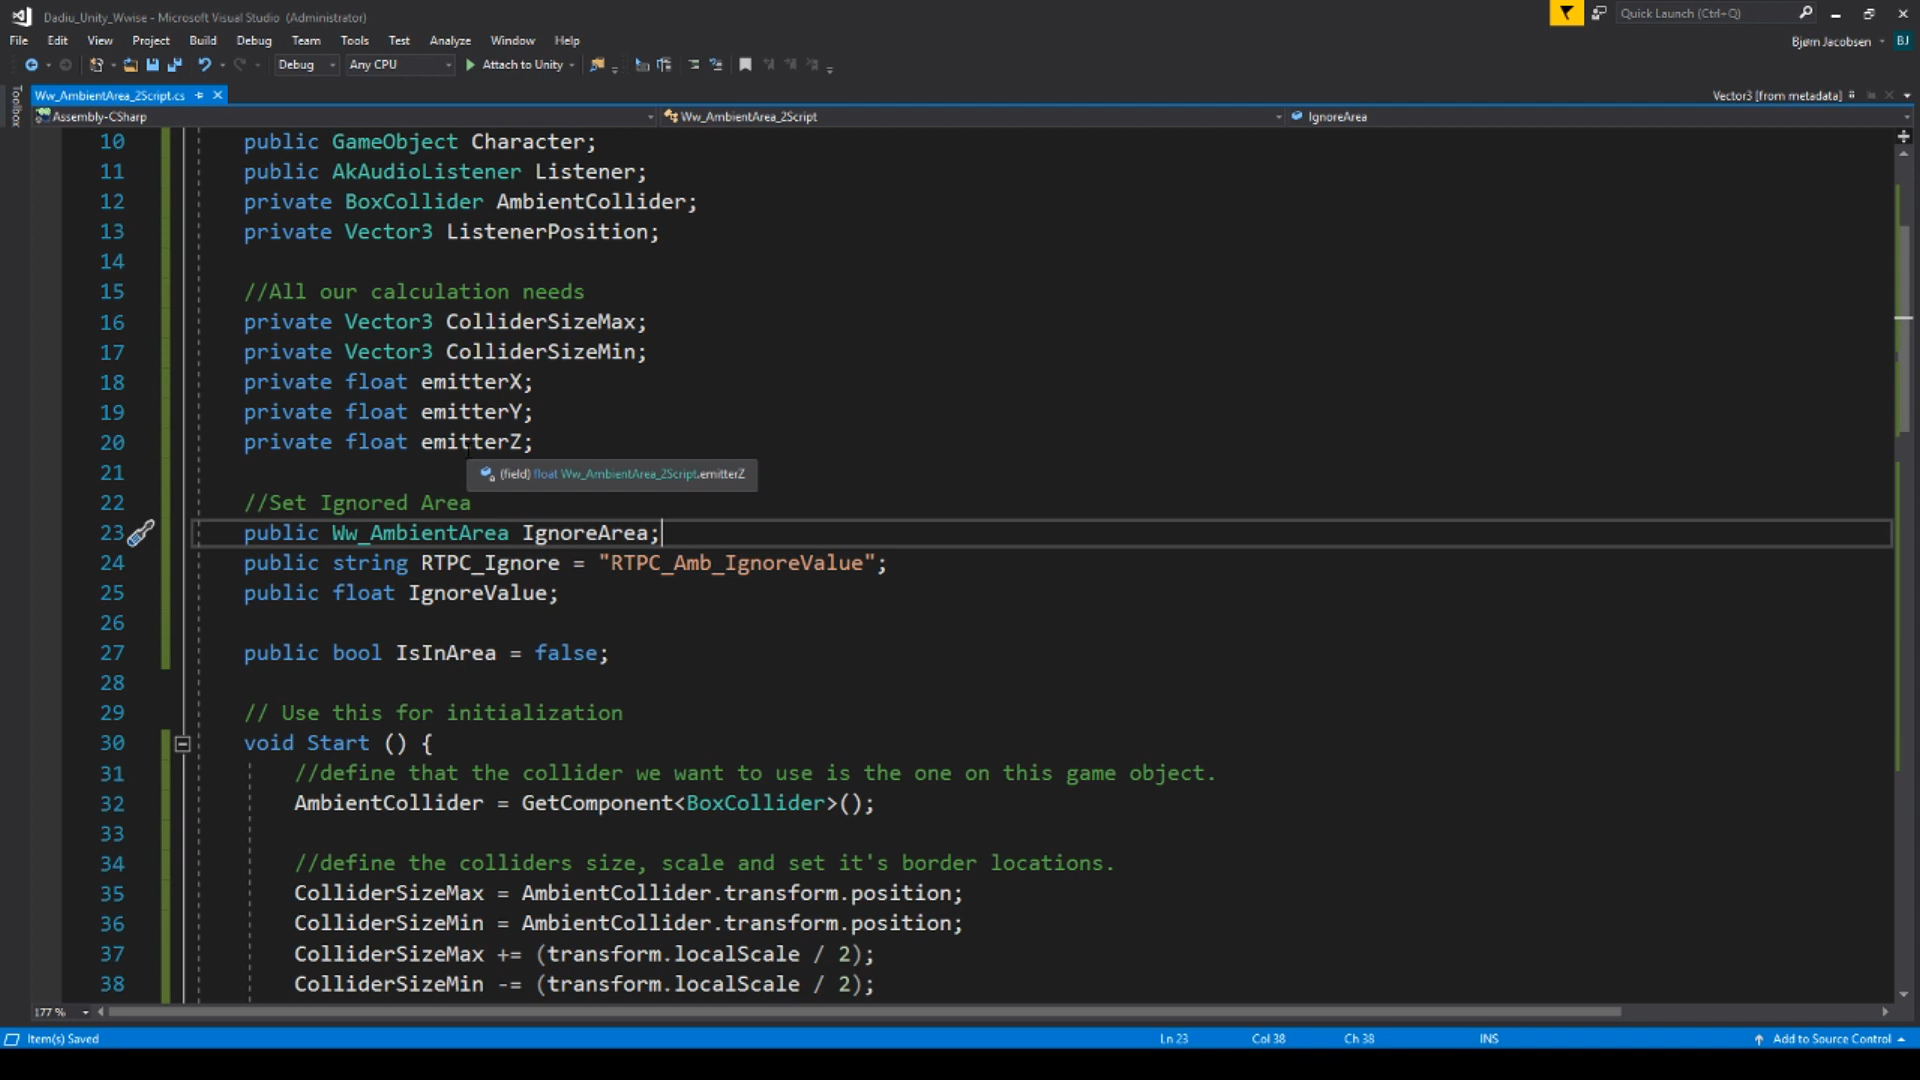 Dadiu_Unity_Wwise - Microsoft Visual Studio (Administrator)
Quick Launch (Ctrl+Q)
File Edit View Project Build Debug Team Tools Test Analyze Window Help
Bjørn Jacobsen BJ
Debug Any CPU Attach to Unity
Toolbox
Ww_AmbientArea_2Script.cs
Vector3 [from metadata]
Assembly-CSharp
Ww_AmbientArea_2Script
IgnoreArea
10 public GameObject Character;
11 public AkAudioListener Listener;
12 private BoxCollider AmbientCollider;
13 private Vector3 ListenerPosition;
14
15 //All our calculation needs
16 private Vector3 ColliderSizeMax;
17 private Vector3 ColliderSizeMin;
18 private float emitterX;
19 private float emitterY;
20 private float emitterZ;
(field) float Ww_AmbientArea_2Script.emitterZ
21
22 //Set Ignored Area
23 public Ww_AmbientArea IgnoreArea;
24 public string RTPC_Ignore = "RTPC_Amb_IgnoreValue";
25 public float IgnoreValue;
26
27 public bool IsInArea = false;
28
29 // Use this for initialization
30 void Start () {
31 //define that the collider we want to use is the one on this game object.
32 AmbientCollider = GetComponent<BoxCollider>();
33
34 //define the colliders size, scale and set it's border locations.
35 ColliderSizeMax = AmbientCollider.transform.position;
36 ColliderSizeMin = AmbientCollider.transform.position;
37 ColliderSizeMax += (transform.localScale / 2);
38 ColliderSizeMin -= (transform.localScale / 2);
177 %
Item(s) Saved Ln 23 Col 38 Ch 38 INS Add to Source Control